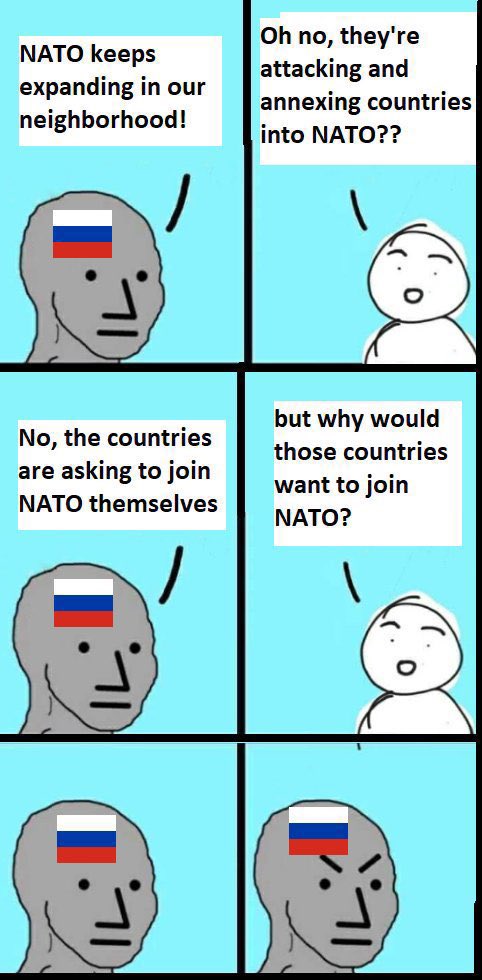 NATO keeps
expanding in our
neighborhood!
Oh no, they're
attacking and
annexing countries
into NATO??
No, the countries
are asking to join
NATO themselves
but why would
those countries
want to join
NATO?